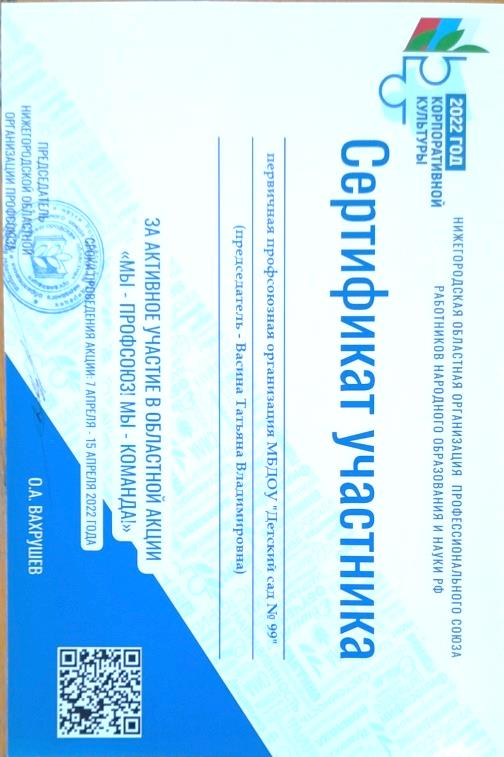 2022 ГОД
КОРПОРАТИВНОЙ
КУЛЬТУРЫ
НИЖЕГОРОДСКАЯ ОБЛАСТНАЯ ОРГАНИЗАЦИЯ ПРОФЕССИОНАЛЬНОГО СОЮЗА
РАБОТНИКОВ НАРОДНОГО ОБРАЗОВАНИЯ И НАУКИ РФ
Сертификат участника
первичная профсоюзная организация МБДОУ "Детский сад № 99"
(председатель - Васина Татьяна Владимировна)
ЗА АКТИВНОЕ УЧАСТИЕ В ОБЛАСТНОЙ АКЦИИ
«МЫ - ПРОФСОЮЗ! МЫ - КОМАНДА!»
СРОКИ ПРОВЕДЕНИЯ АКЦИИ: 7 АПРЕЛЯ - 15 АПРЕЛЯ 2022 ГОДА
ПРЕДСЕДАТЕЛЬ
НИЖЕГОРОДСКОЙ ОБЛАСТНОЙ
ОРГАНИЗАЦИИ ПРОФСОЮЗА
О.А. ВАХРУШЕВ